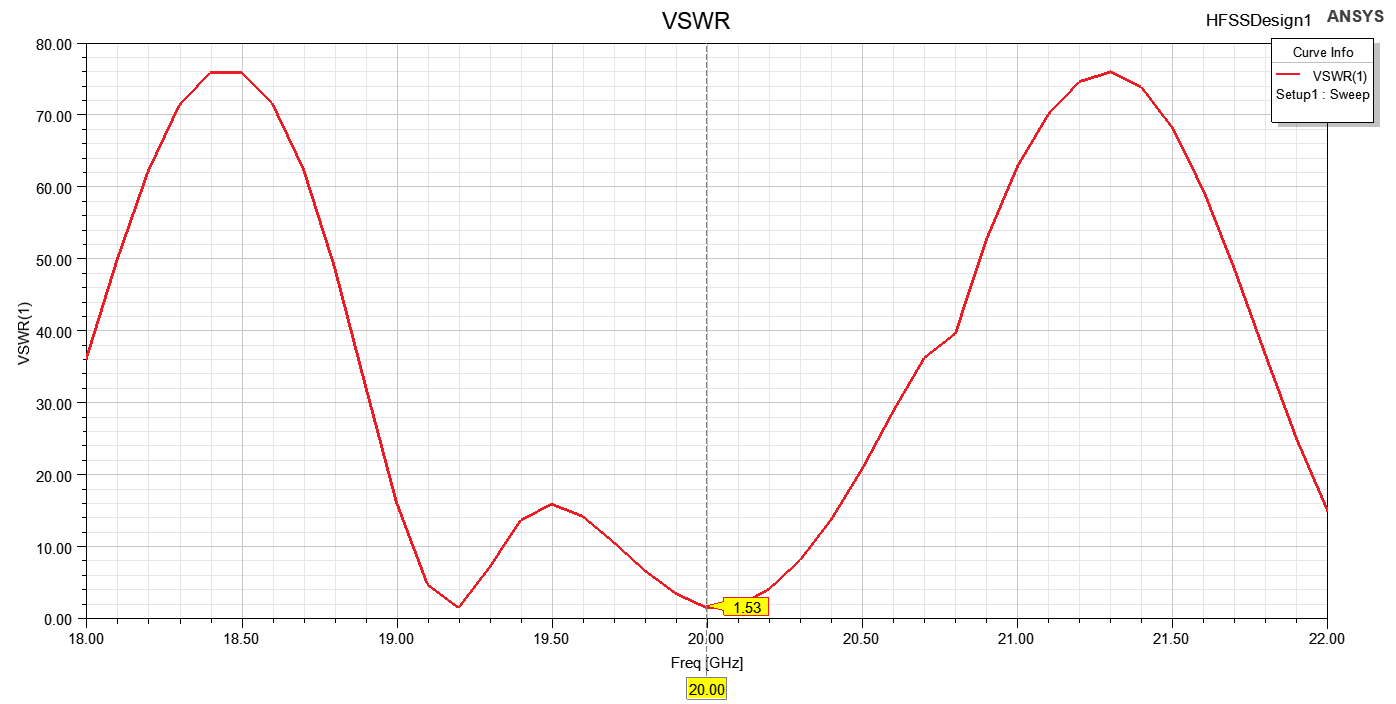 VSWR
HFSSDesign1
ANSYS
Curve Info
VSWR(1)
Setup1 : Sweep
80.00
70.00
60.00
50.00
40.00
30.00
20.00
10.00
0.00
VSWR(1)
1.53
18.00
18.50
19.00
19.50
20.00
20.50
21.00
21.50
22.00
Freq [GHz]
20.00